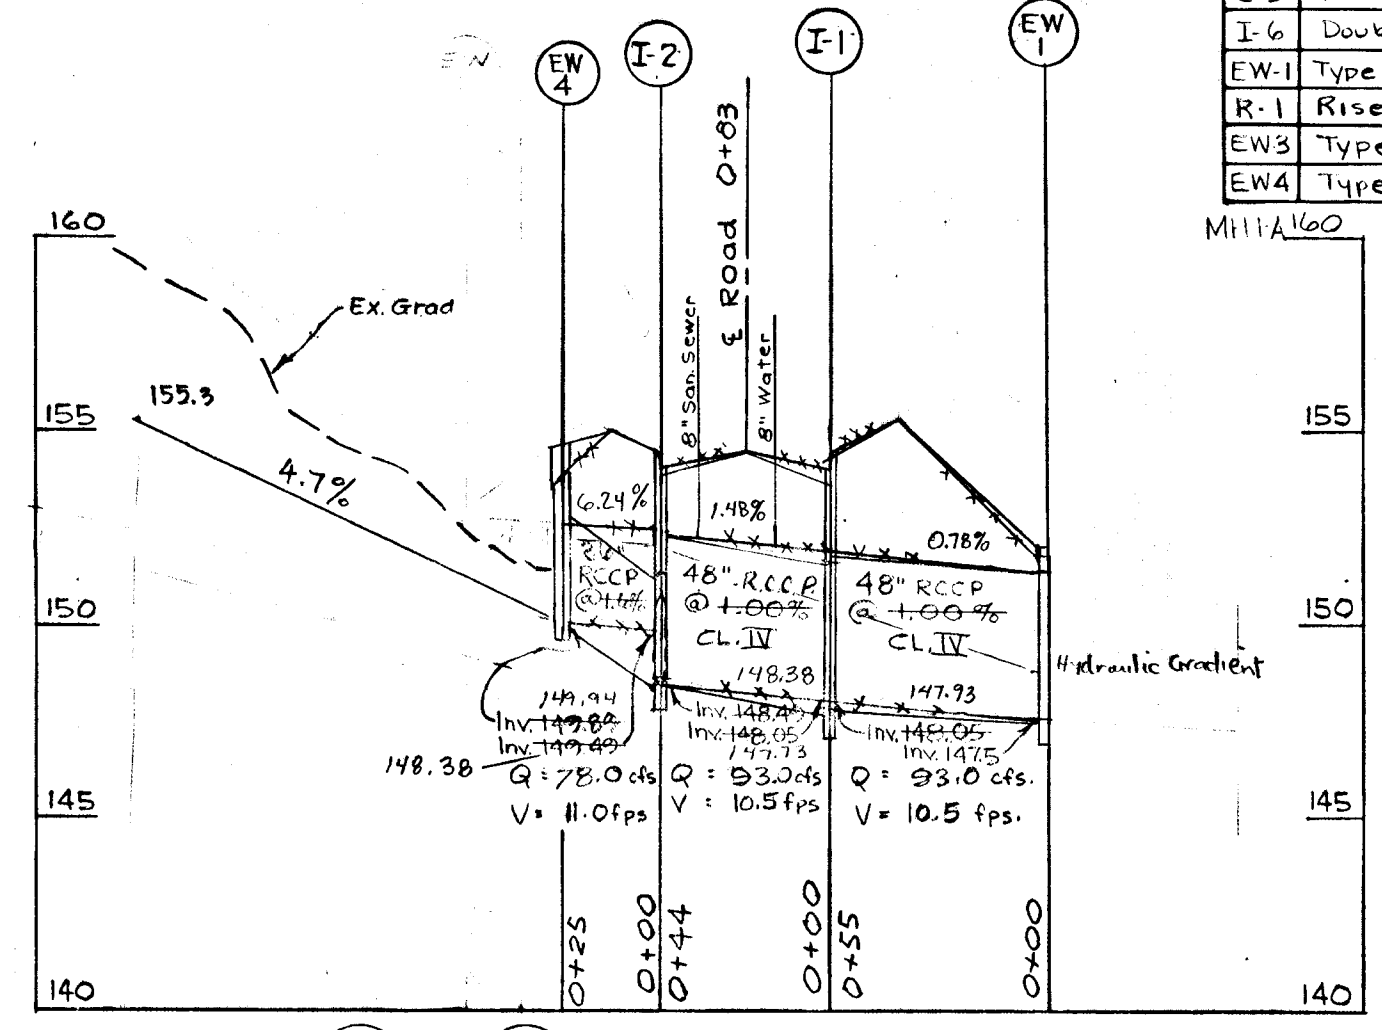 EW 4
I-2
I-1
EW 1
I-6 Doub
EW-1 Type
R-1 Rise
EW3 Type
EW4 Type
MH11A
160
160
Ex. Grad
155.3
155
155
4.7%
8" San. Sewer
℄ Road 0+83
8" Water
6.24%
1.48%
0.78%
RCCP
48" R.C.C.P.
@ 1.00%
CL. IV
48" RCCP
@ 1.00%
CL. IV
150
150
Hydraulic Gradient
149.94
Inv. 149.89
Inv. 149.49
148.38
148.38
Inv. 148.49
Inv. 148.05
147.73
147.93
Inv. 148.05
Inv. 147.5
Q = 78.0 cfs
V = 11.0 fps
Q = 93.0 cfs
V = 10.5 fps
Q = 93.0 cfs.
V = 10.5 fps.
145
145
0+25
0+00
0+44
0+00
0+55
0+00
140
140